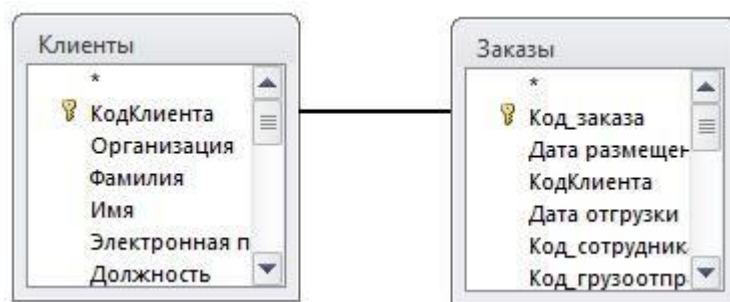 Клиенты
*
КодКлиента
Организация
Фамилия
Имя
Электронная п
Должность
Заказы
*
Код_заказа
Дата размещен
КодКлиента
Дата отгрузки
Код_сотрудник
Код_грузоотпр